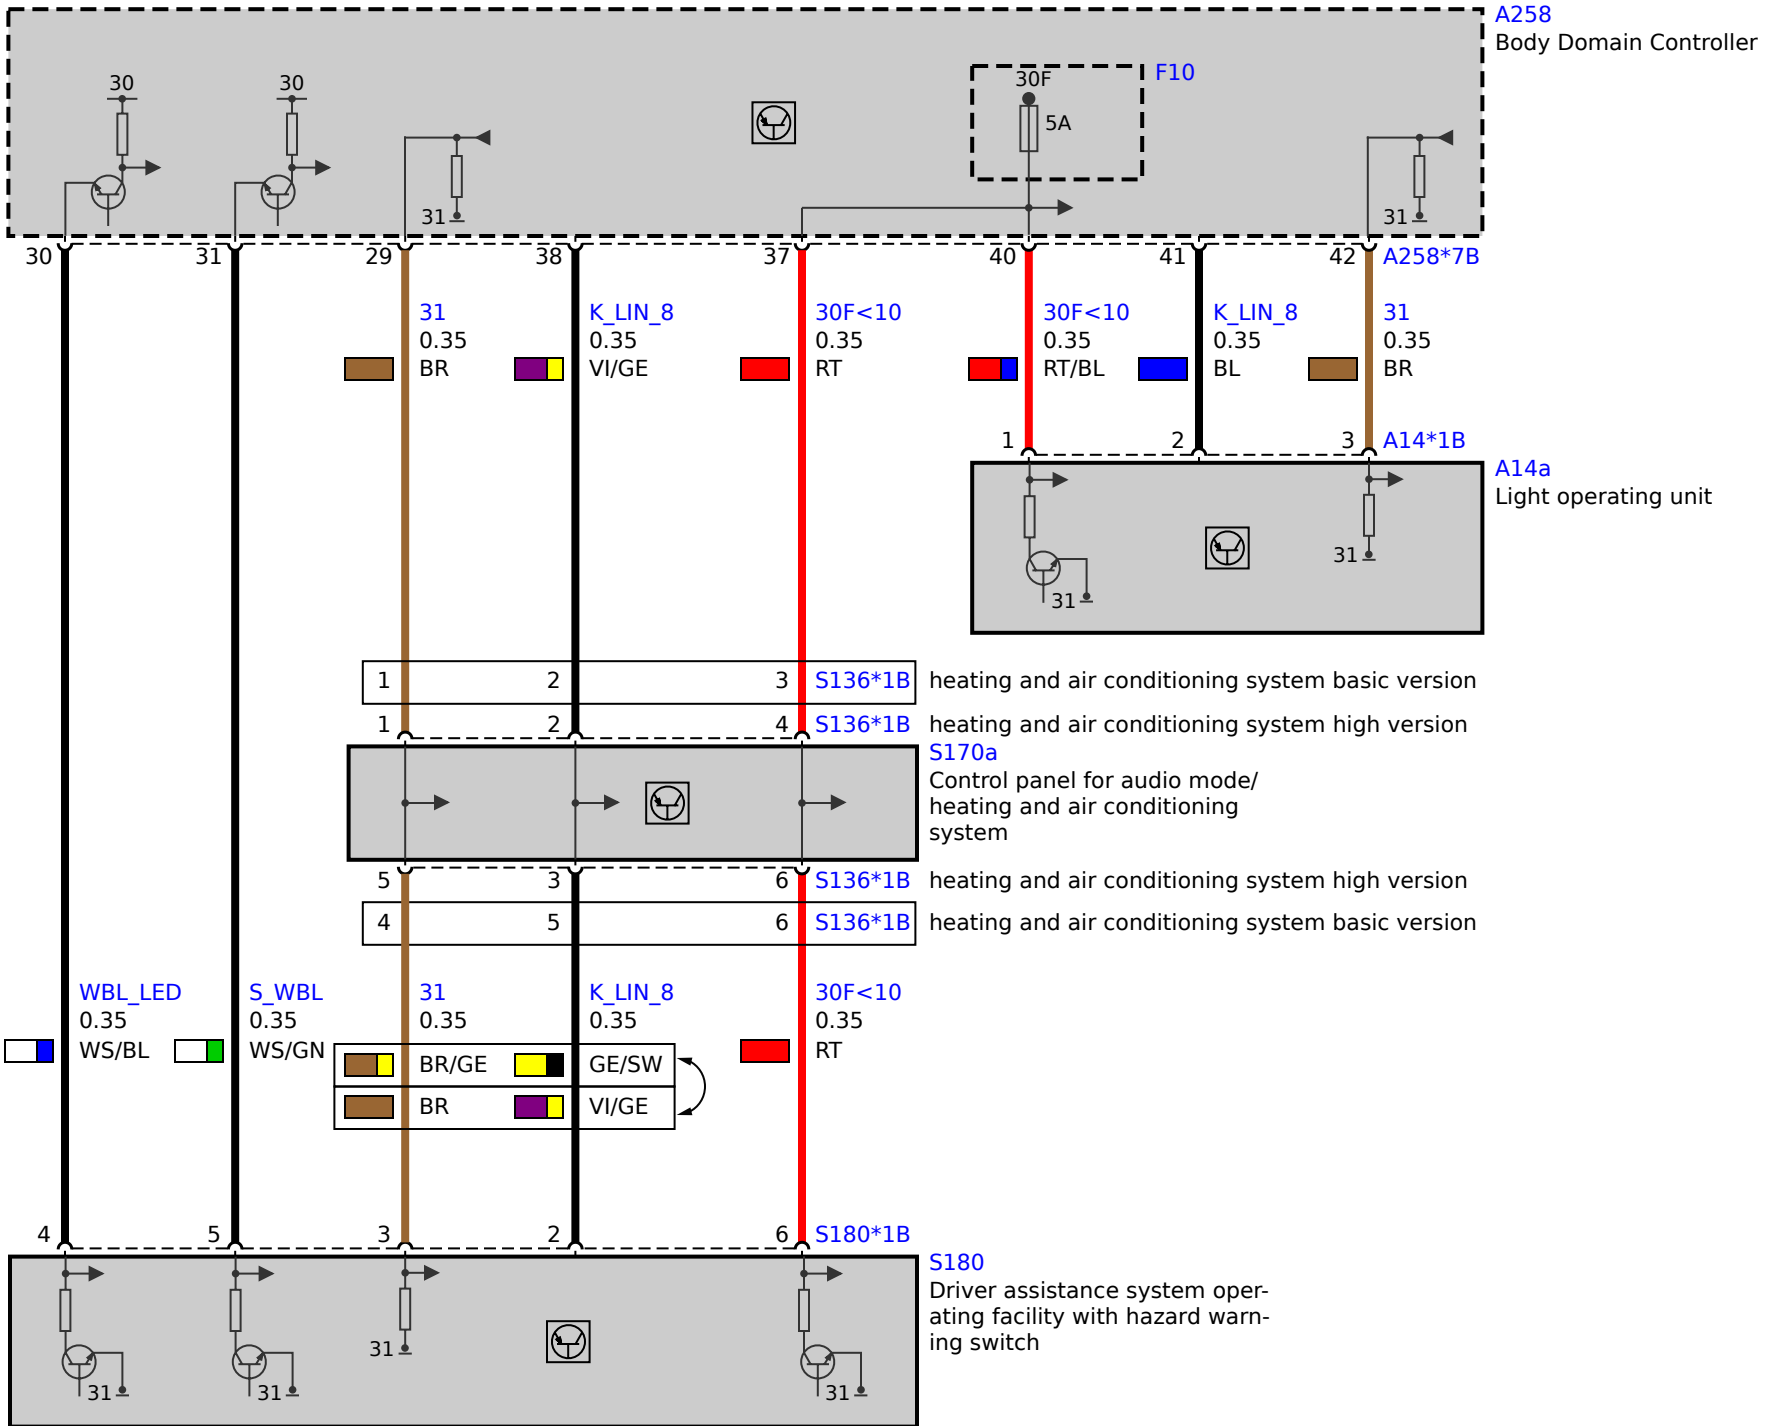 A258
Body Domain Controller
30
30
30F
F10
5A
31
31
30
31
29
38
37
40
41
42
A258*7B
31
K_LIN_8
30F<10
30F<10
K_LIN_8
31
0.35
0.35
0.35
0.35
0.35
0.35
BR
VI/GE
RT
RT/BL
BL
BR
1
2
3
A14*1B
A14a
Light operating unit
31
31
1
2
3
S136*1B
heating and air conditioning system basic version
1
2
4
S136*1B
heating and air conditioning system high version
S170a
Control panel for audio mode/
heating and air conditioning
system
5
3
6
S136*1B
heating and air conditioning system high version
4
5
6
S136*1B
heating and air conditioning system basic version
WBL_LED
S_WBL
31
K_LIN_8
30F<10
0.35
0.35
0.35
0.35
0.35
WS/BL
WS/GN
BR/GE
GE/SW
RT
BR
VI/GE
4
5
3
2
6
S180*1B
S180
Driver assistance system oper-
ating facility with hazard warn-
ing switch
31
31
31
31